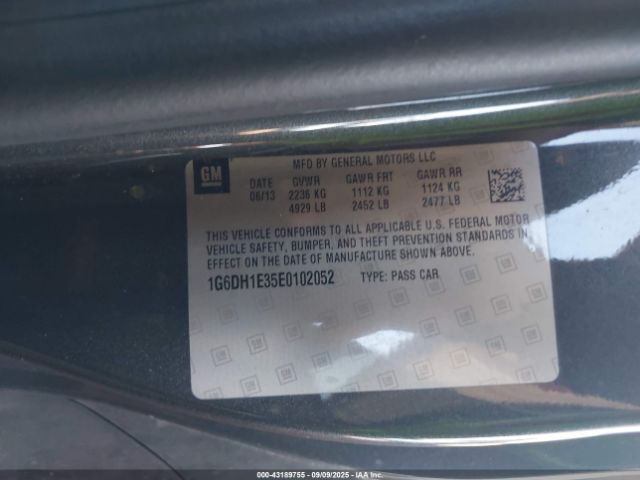 GM
MFD BY GENERAL MOTORS LLC
DATE GVWR GAWR FRT GAWR RR
06/13 2236 KG 1112 KG 1124 KG
4929 LB 2452 LB 2477 LB
THIS VEHICLE CONFORMS TO ALL APPLICABLE U.S. FEDERAL MOTOR
VEHICLE SAFETY, BUMPER, AND THEFT PREVENTION STANDARDS IN
EFFECT ON THE DATE OF MANUFACTURE SHOWN ABOVE.
1G6DH1E35E0102052 TYPE: PASS CAR
000-43189755 - 09/09/2025 - IAAI.COM